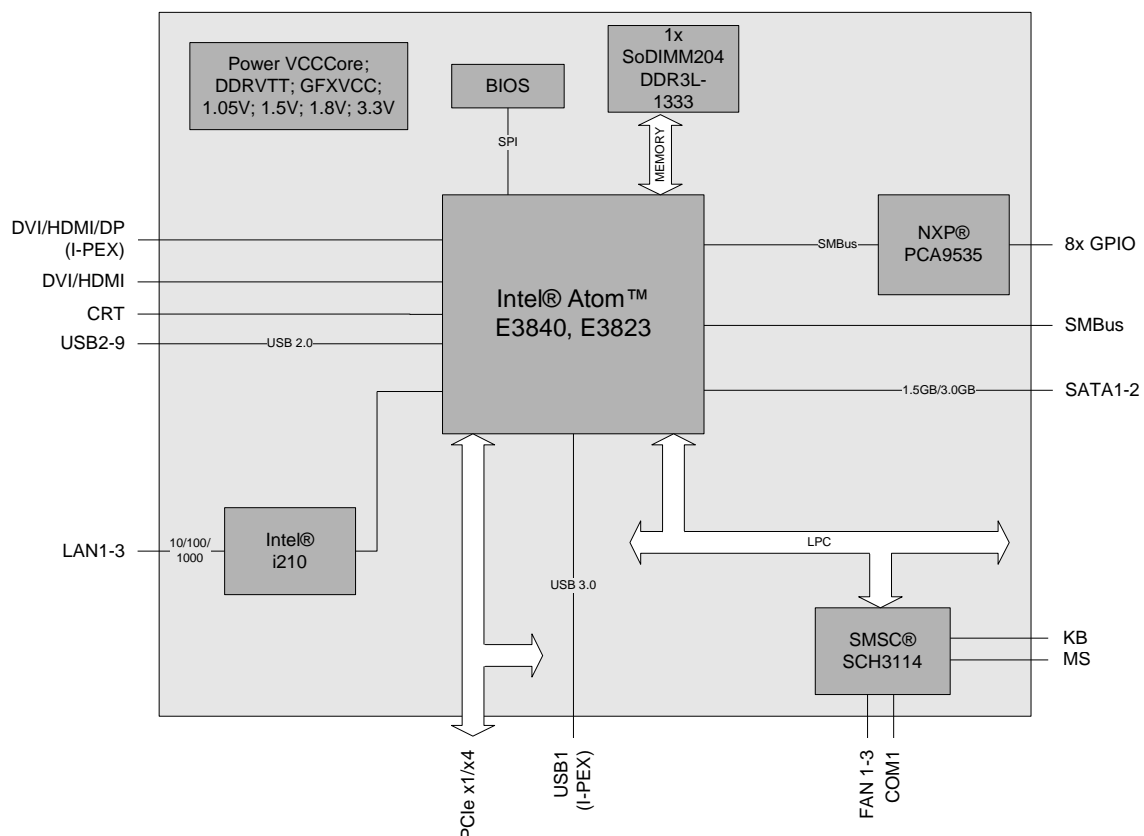 Power VCCCore;
DDRVTT; GFXVCC;
1.05V; 1.5V; 1.8V; 3.3V
BIOS
1x
SoDIMM204
DDR3L-
1333
SPI
MEMORY
DVI/HDMI/DP
(I-PEX)
DVI/HDMI
CRT
USB2-9
USB 2.0
Intel® Atom™
E3840, E3823
SMBus
NXP®
PCA9535
8x GPIO
SMBus
1.5GB/3.0GB
SATA1-2
LAN1-3
10/100/
1000
Intel®
i210
USB 3.0
LPC
SMSC®
SCH3114
KB
MS
PCIe x1/x4
USB1
(I-PEX)
FAN 1-3
COM1